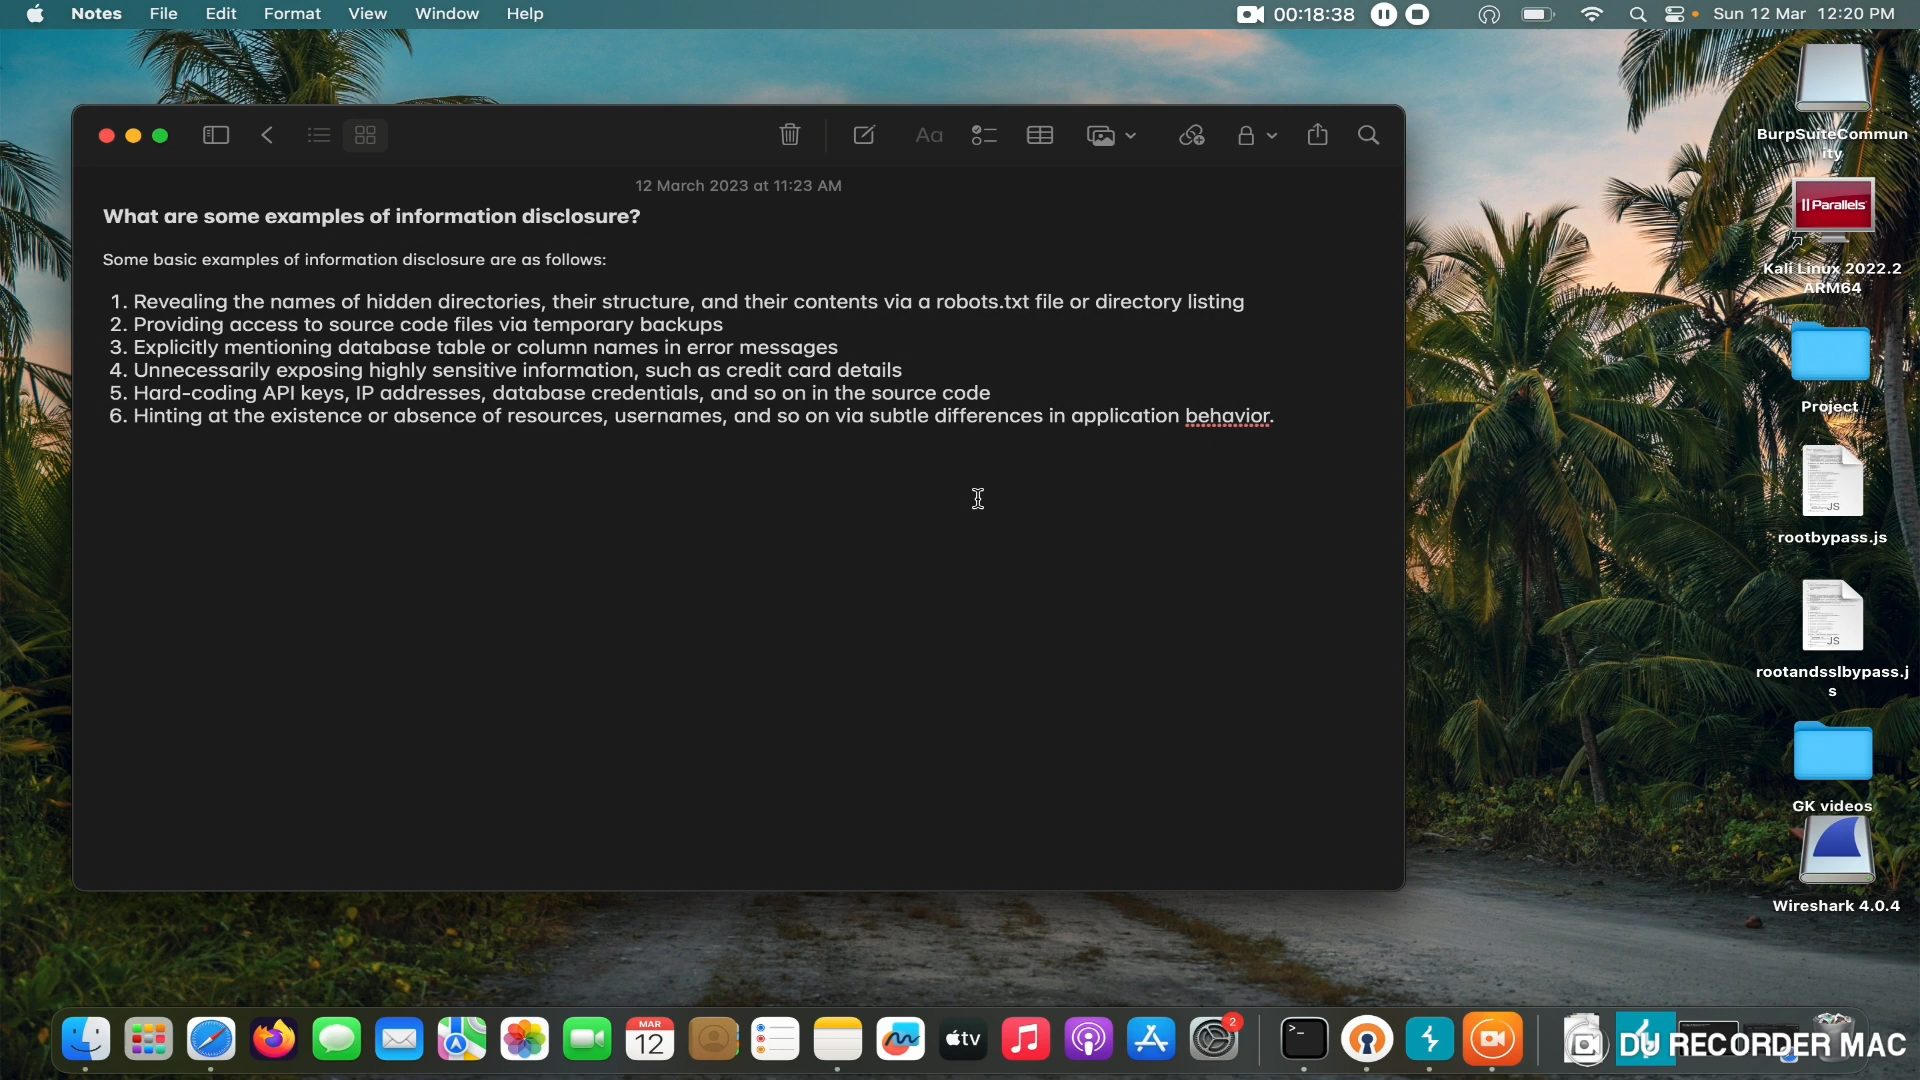 Notes File Edit Format View Window Help 00:18:38 Sun 12 Mar 12:20 PM
12 March 2023 at 11:23 AM
What are some examples of information disclosure?
Some basic examples of information disclosure are as follows:
1. Revealing the names of hidden directories, their structure, and their contents via a robots.txt file or directory listing
2. Providing access to source code files via temporary backups
3. Explicitly mentioning database table or column names in error messages
4. Unnecessarily exposing highly sensitive information, such as credit card details
5. Hard-coding API keys, IP addresses, database credentials, and so on in the source code
6. Hinting at the existence or absence of resources, usernames, and so on via subtle differences in application behavior.
Aa
BurpSuiteCommun
ity
Parallels
Kali Linux 2022.2
ARM64
Project
JS
rootbypass.js
JS
rootandsslbypass.j
s
GK videos
Wireshark 4.0.4
MAR
12
tv
2
>_
DU RECORDER MAC